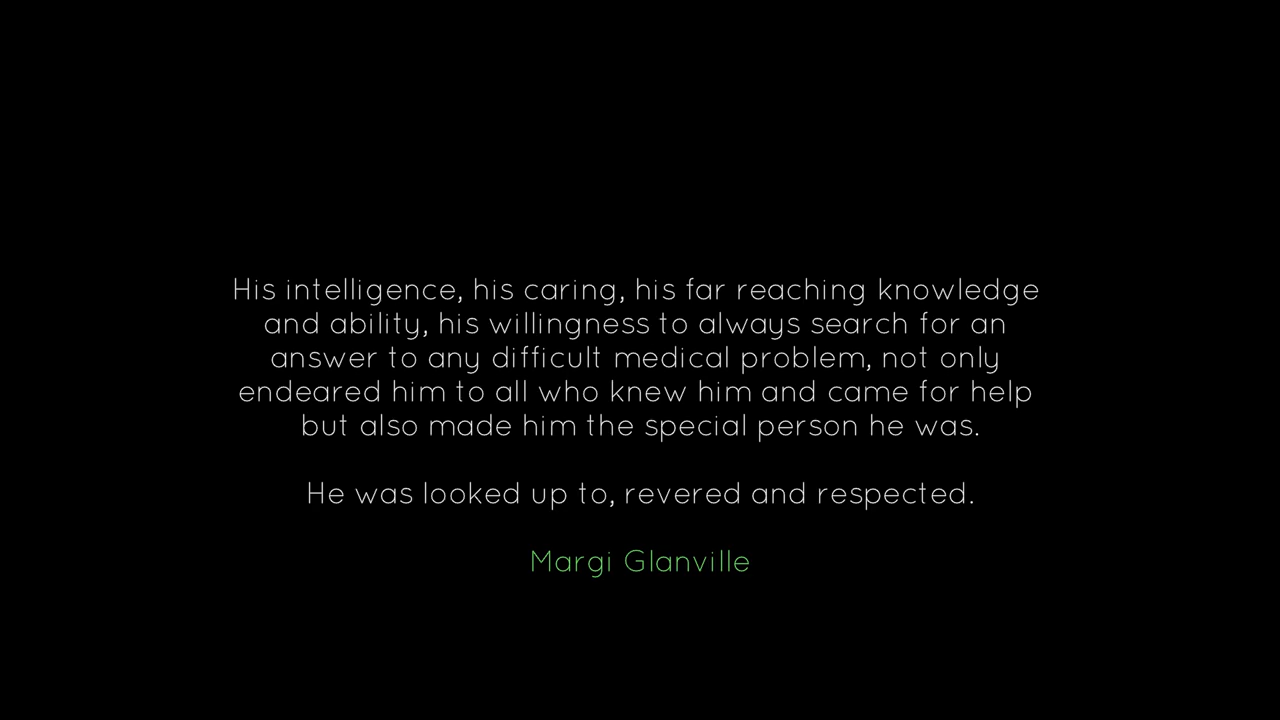 His intelligence, his caring, his far reaching knowledge
and ability, his willingness to always search for an
answer to any difficult medical problem, not only
endeared him to all who knew him and came for help
but also made him the special person he was.
He was looked up to, revered and respected.
Margi Glanville